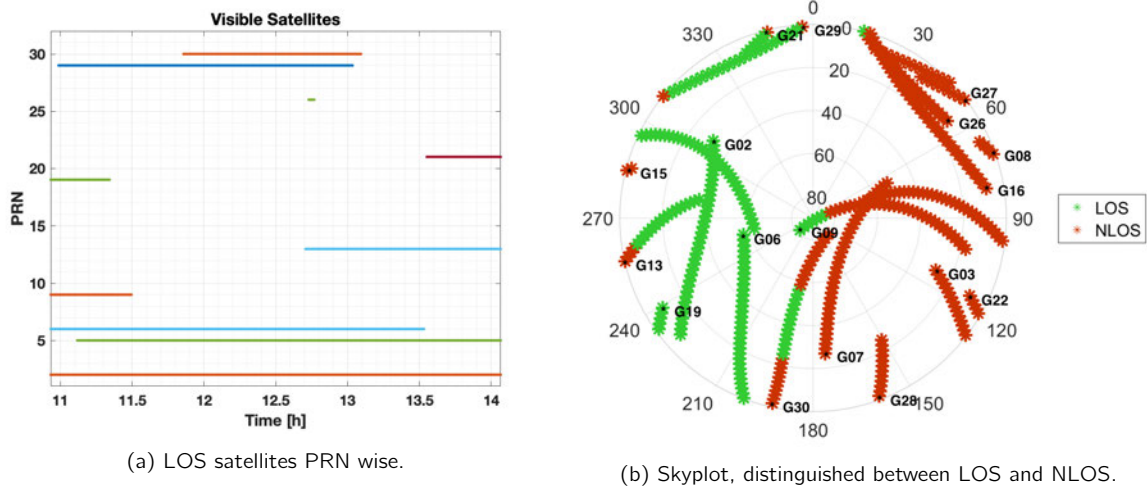 Visible Satellites
30
25
20
15
10
5
PRN
11
11.5
12
12.5
13
13.5
14
Time [h]
(a) LOS satellites PRN wise.
0
30
60
90
120
150
180
210
240
270
300
330
0
20
40
60
80
G21
G29
G27
G26
G08
G16
G02
G15
G06
G09
G13
G03
G22
G19
G07
G30
G28
LOS
NLOS
(b) Skyplot, distinguished between LOS and NLOS.